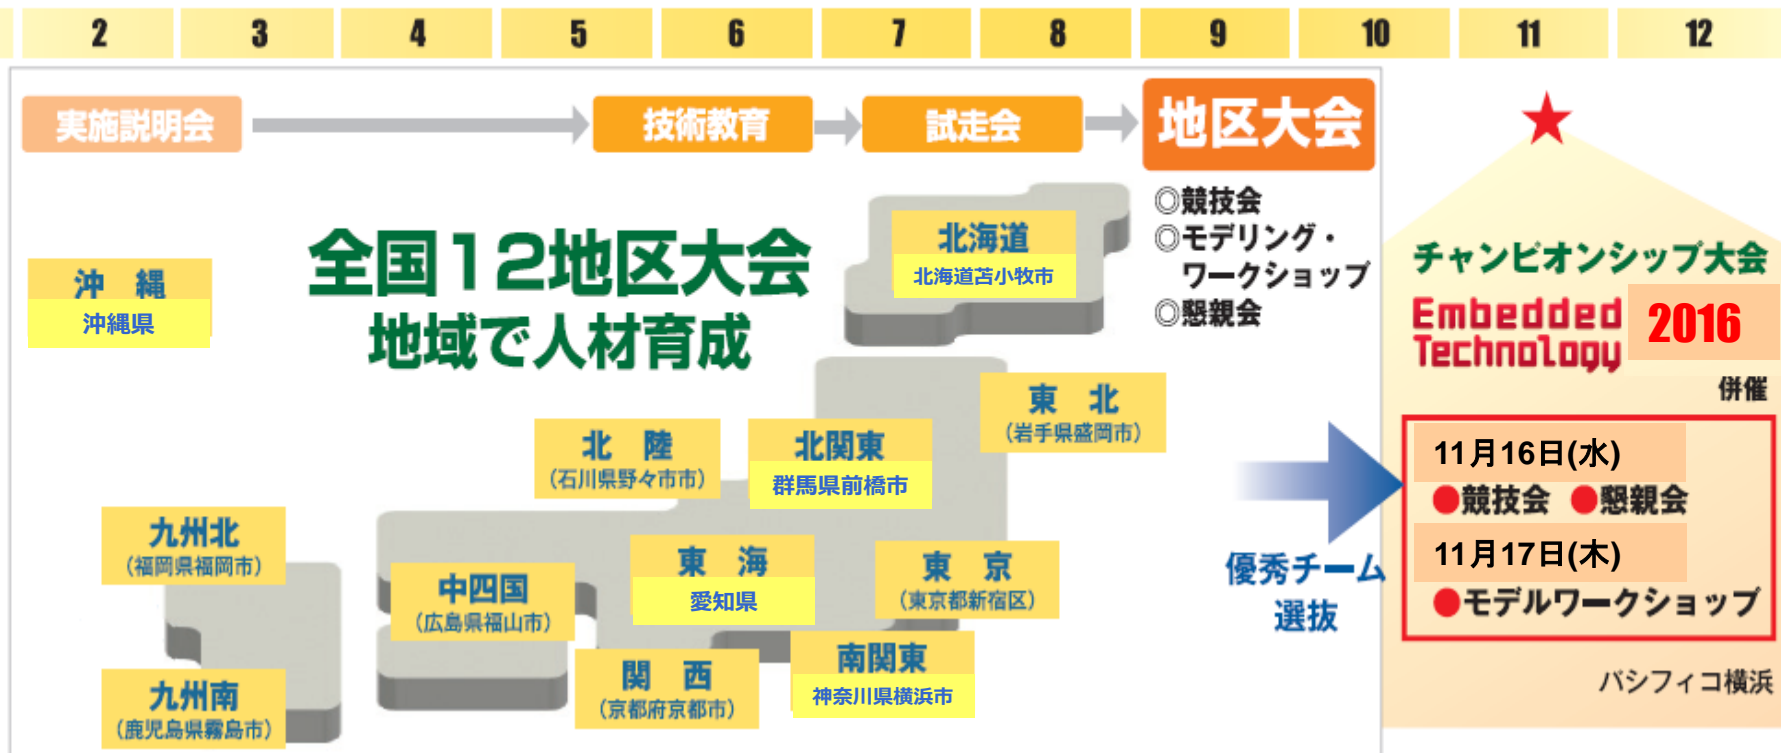 2 3 4 5 6 7 8 9 10 11 12
実施説明会
技術教育
試走会
地区大会
◎競技会
◎モデリング・
ワークショップ
◎懇親会
全国12地区大会
地域で人材育成
沖 縄
沖縄県
北海道
北海道苫小牧市
東 北
(岩手県盛岡市)
北 陸
(石川県野々市市)
北関東
群馬県前橋市
九州北
(福岡県福岡市)
中四国
(広島県福山市)
東 海
愛知県
東 京
(東京都新宿区)
九州南
(鹿児島県霧島市)
関 西
(京都府京都市)
南関東
神奈川県横浜市
優秀チーム
選抜
チャンピオンシップ大会
Embedded
Technology
2016
併催
11月16日(水)
●競技会 ●懇親会
11月17日(木)
●モデルワークショップ
パシフィコ横浜